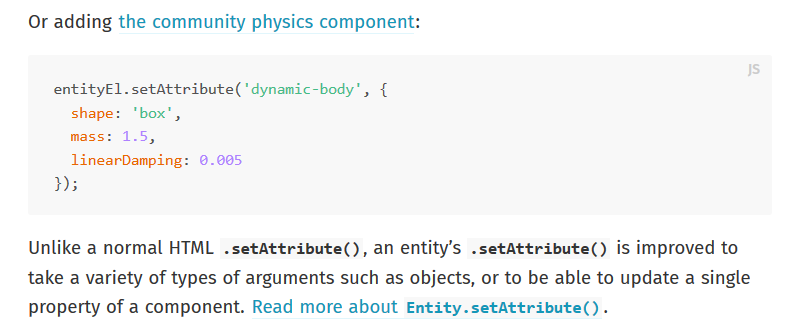 Or adding the community physics component:
JS
entityEl.setAttribute('dynamic-body', {
  shape: 'box',
  mass: 1.5,
  linearDamping: 0.005
});
Unlike a normal HTML .setAttribute(), an entity’s .setAttribute() is improved to
take a variety of types of arguments such as objects, or to be able to update a single
property of a component. Read more about Entity.setAttribute().